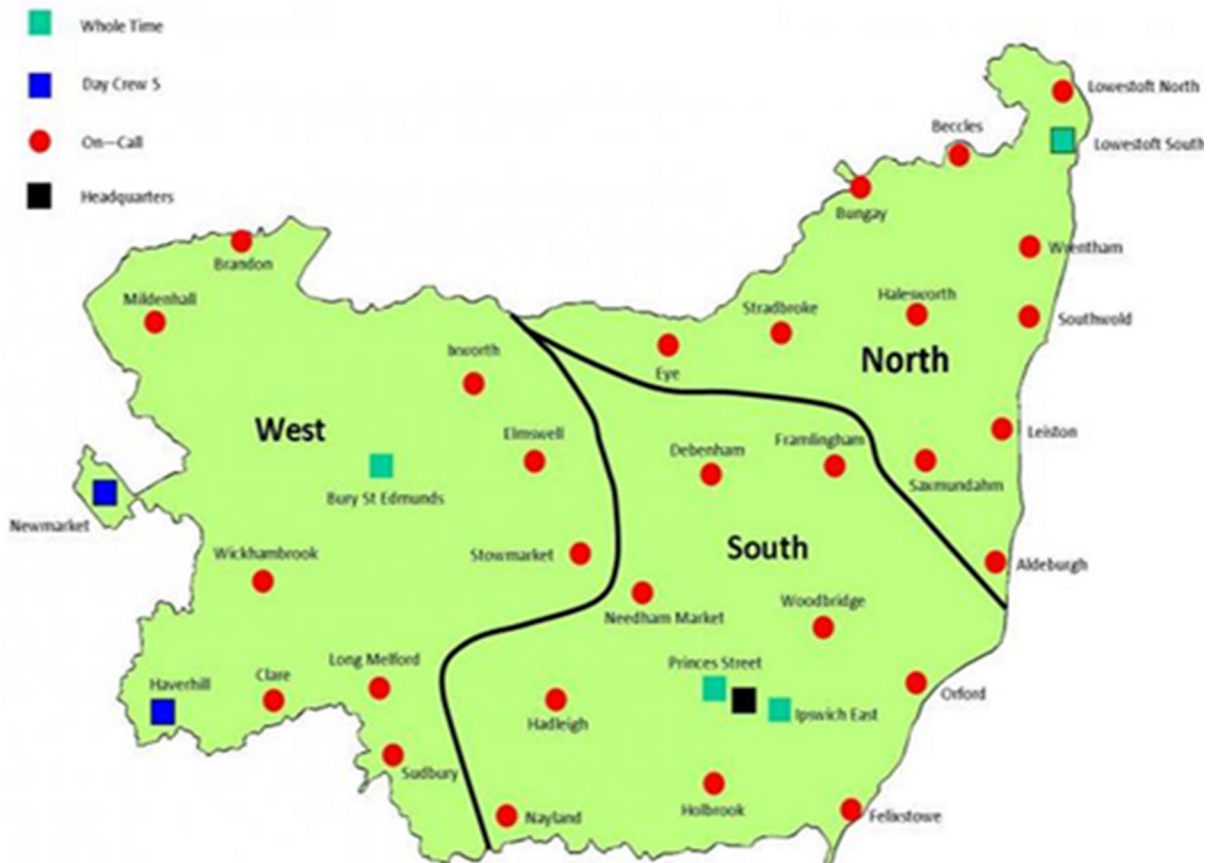 Whole Time
Day Crew 5
On—Call
Headquarters
Lowestoft North
Beccles
Lowestoft South
Bungay
Wrentham
Brandon
Mildenhall
Halesworth
Stradbroke
Southwold
North
Ixworth
Eye
West
Elmswell
Leiston
Framlingham
Debenham
Saxmundahm
Bury St Edmunds
Newmarket
South
Wickhambrook
Stowmarket
Aldeburgh
Woodbridge
Needham Market
Long Melford
Princes Street
Clare
Haverhill
Orford
Ipswich East
Hadleigh
Sudbury
Holbrook
Nayland
Felixstowe